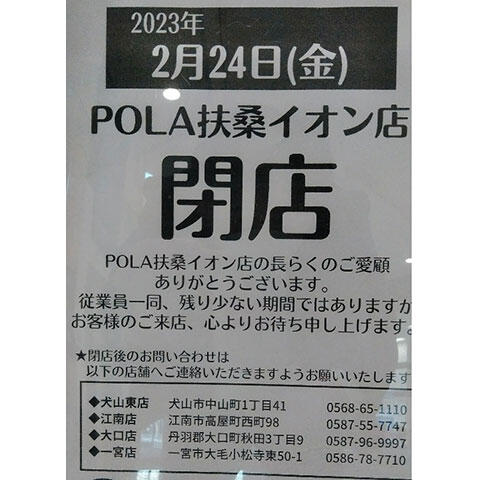 2023年
2月24日(金)
POLA扶桑イオン店
閉店
POLA扶桑イオン店の長らくのご愛顧
ありがとうございます。
従業員一同、残り少ない期間ではありますが
お客様のご来店、心よりお待ち申し上げます。
★閉店後のお問い合わせは
以下の店舗へご連絡いただきますようお願いいたします
◆犬山東店 犬山市中山町1丁目41 0568-65-1110
◆江南店 江南市高屋町西町98 0587-55-7747
◆大口店 丹羽郡大口町秋田3丁目9 0587-96-9997
◆一宮店 一宮市大毛小松寺東50-1 0586-78-7710